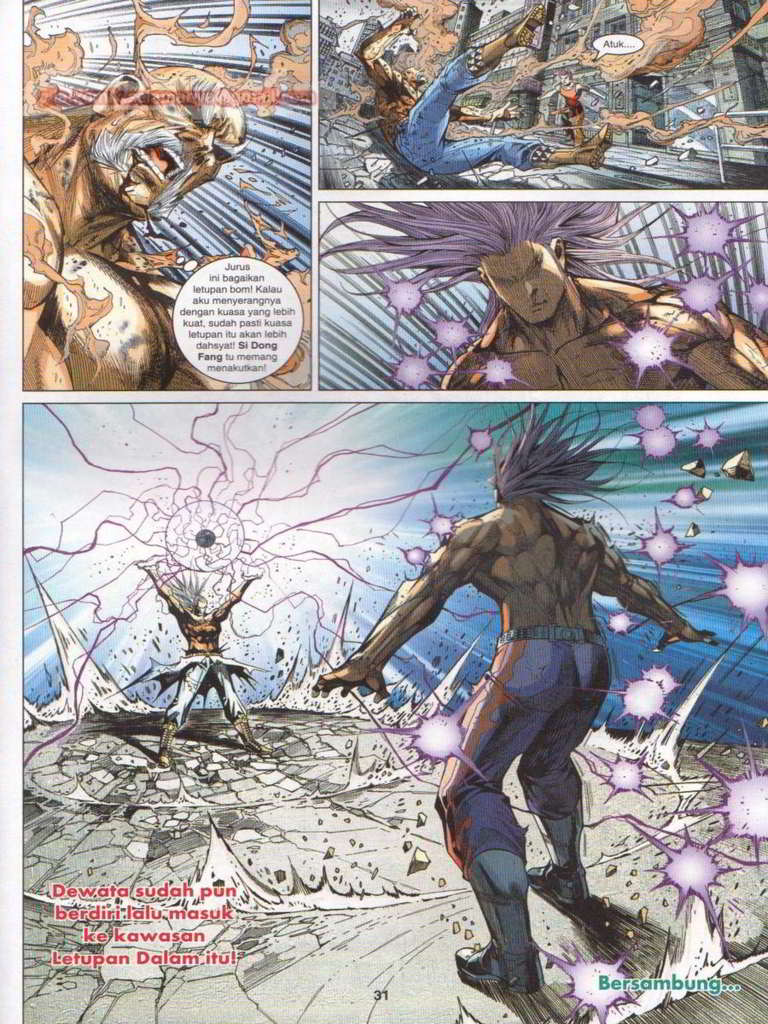 Jurus
ini bagaikan
letupan bom! Kalau
aku menyerangnya
dengan kuasa yang lebih
kuat, sudah pasti kuasa
letupan itu akan lebih
dahsyat! Si Dong
Fang tu memang
menakutkan!
Atuk....
Dewata sudah pun
berdiri lalu masuk
ke kawasan
Letupan Dalam itu!
Bersambung...
31